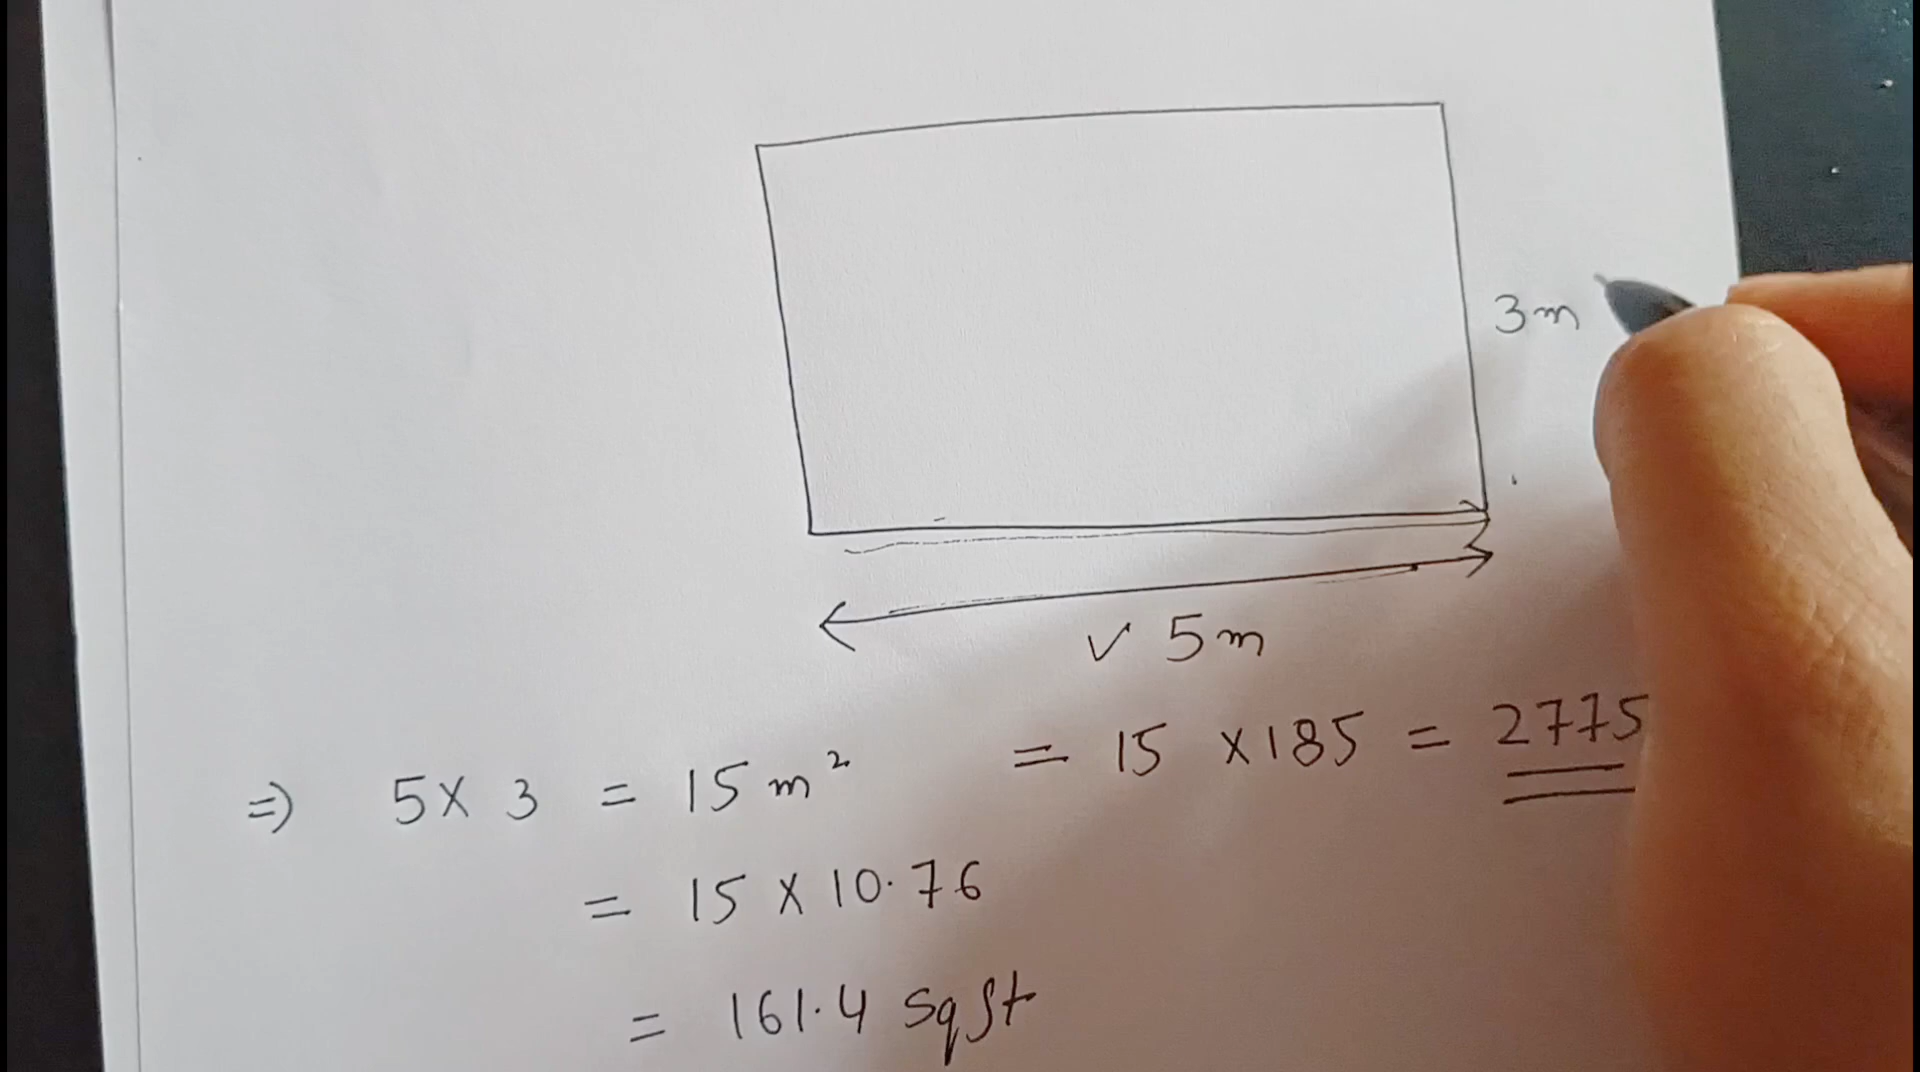 3m
✓ 5m
⇒ 5 X 3 = 15 m² = 15 X 185 = 2775
= 15 X 10.76
= 161.4 Sqft